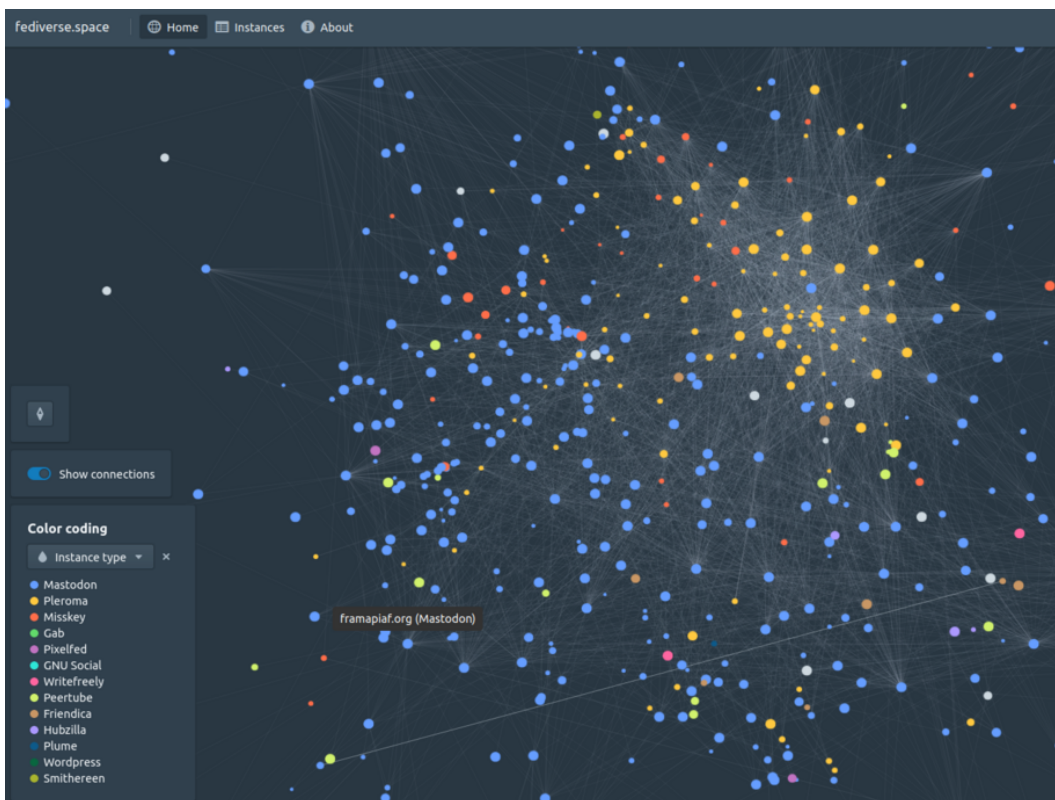 fediverse.space Home Instances About
Show connections
Color coding
Instance type
Mastodon
Pleroma
Misskey
Gab
Pixelfed
GNU Social
Writefreely
Peertube
Friendica
Hubzilla
Plume
Wordpress
Smithereen
framapiaf.org (Mastodon)